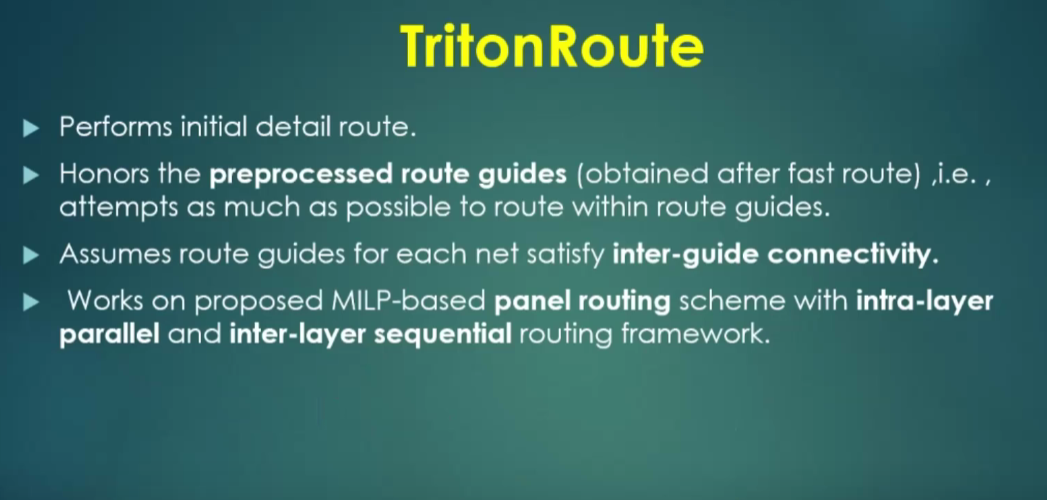 TritonRoute
Performs initial detail route.
Honors the preprocessed route guides (obtained after fast route) ,i.e. ,
attempts as much as possible to route within route guides.
Assumes route guides for each net satisfy inter-guide connectivity.
Works on proposed MILP-based panel routing scheme with intra-layer
parallel and inter-layer sequential routing framework.